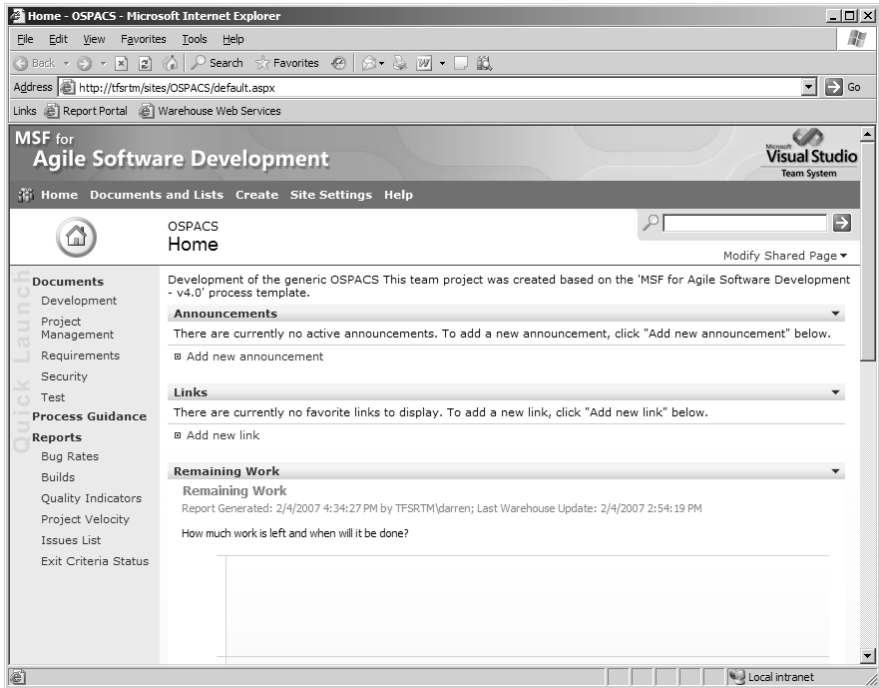 Home - OSPACS - Microsoft Internet Explorer
File Edit View Favorites Tools Help
Back Search Favorites
Address http://tfsrtm/sites/OSPACS/default.aspx Go
Links Report Portal Warehouse Web Services
MSF for
Agile Software Development
Microsoft
Visual Studio
Team System
Home Documents and Lists Create Site Settings Help
OSPACS
Home
Modify Shared Page
Quick Launch
Documents
Development
Project
Management
Requirements
Security
Test
Process Guidance
Reports
Bug Rates
Builds
Quality Indicators
Project Velocity
Issues List
Exit Criteria Status
Development of the generic OSPACS This team project was created based on the 'MSF for Agile Software Development
- v4.0' process template.
Announcements
There are currently no active announcements. To add a new announcement, click "Add new announcement" below.
Add new announcement
Links
There are currently no favorite links to display. To add a new link, click "Add new link" below.
Add new link
Remaining Work
Remaining Work
Report Generated: 2/4/2007 4:34:27 PM by TFSRTM\darren; Last Warehouse Update: 2/4/2007 2:54:19 PM
How much work is left and when will it be done?
Local intranet